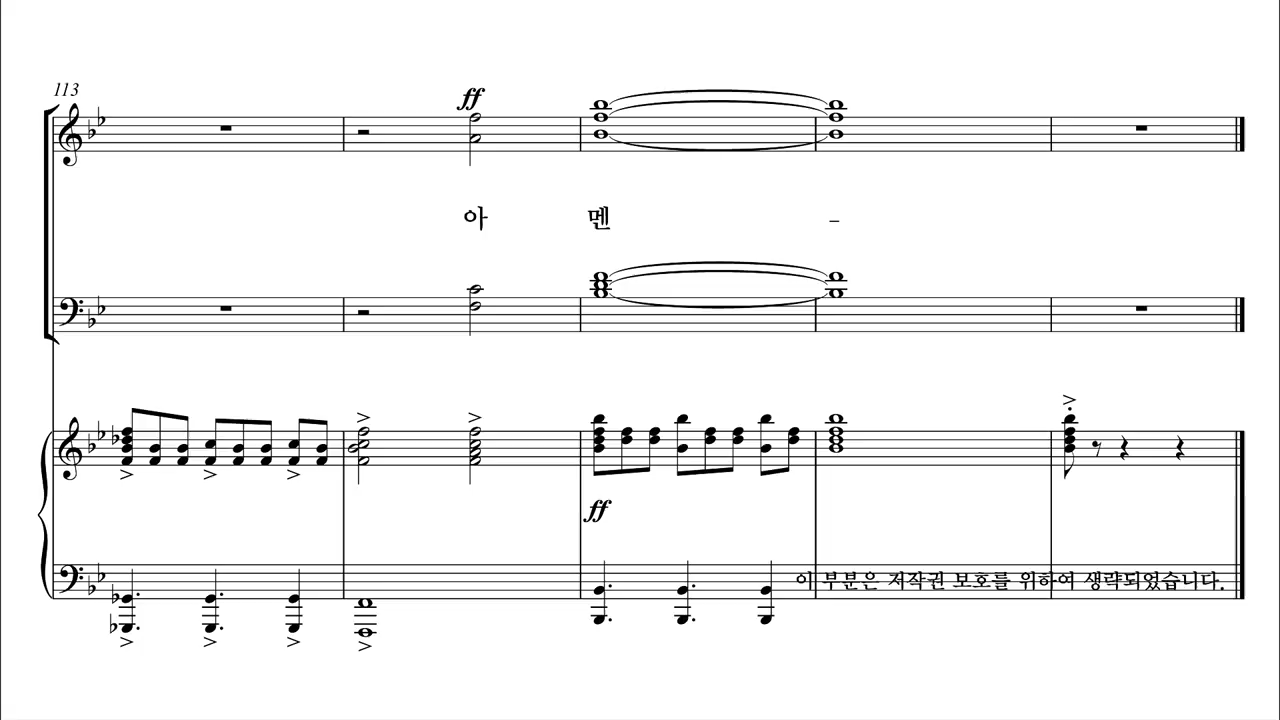 113
ff
아 멘 -
ff
이 부분은 저작권 보호를 위하여 생략되었습니다.